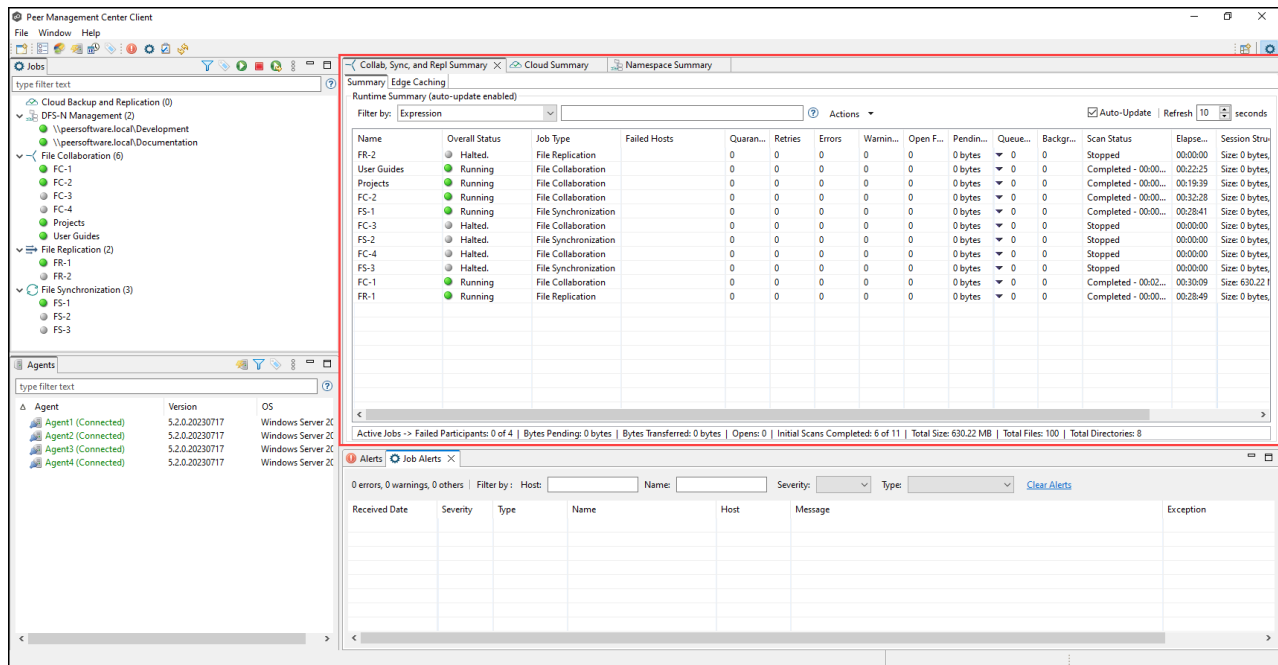 Peer Management Center Client
File Window Help
Jobs
type filter text
Cloud Backup and Replication (0)
DFS-N Management (2)
\\peersoftware.local\Development
\\peersoftware.local\Documentation
File Collaboration (6)
FC-1
FC-2
FC-3
FC-4
Projects
User Guides
File Replication (2)
FR-1
FR-2
File Synchronization (3)
FS-1
FS-2
FS-3
Agents
type filter text
Agent Version OS
Agent1 (Connected) 5.2.0.20230717 Windows Server 20
Agent2 (Connected) 5.2.0.20230717 Windows Server 20
Agent3 (Connected) 5.2.0.20230717 Windows Server 20
Agent4 (Connected) 5.2.0.20230717 Windows Server 20
Collab, Sync, and Repl Summary Cloud Summary Namespace Summary
Summary Edge Caching
Runtime Summary (auto-update enabled)
Filter by: Expression Actions Auto-Update Refresh 10 seconds
Name Overall Status Job Type Failed Hosts Quaran... Retries Errors Warnin... Open F... Pendin... Queue... Backgr... Scan Status Elapse... Session Stru
FR-2 Halted. File Replication 0 0 0 0 0 0 bytes 0 0 Stopped 00:00:00 Size: 0 bytes,
User Guides Running File Collaboration 0 0 0 0 0 0 bytes 0 0 Completed - 00:00... 00:22:25 Size: 0 bytes,
Projects Running File Collaboration 0 0 0 0 0 0 bytes 0 0 Completed - 00:00... 00:19:39 Size: 0 bytes,
FC-2 Running File Collaboration 0 0 0 0 0 0 bytes 0 0 Completed - 00:00... 00:32:28 Size: 0 bytes,
FS-1 Running File Synchronization 0 0 0 0 0 0 bytes 0 0 Completed - 00:00... 00:28:41 Size: 0 bytes,
FC-3 Halted. File Collaboration 0 0 0 0 0 0 bytes 0 0 Stopped 00:00:00 Size: 0 bytes,
FS-2 Halted. File Synchronization 0 0 0 0 0 0 bytes 0 0 Stopped 00:00:00 Size: 0 bytes,
FC-4 Halted. File Collaboration 0 0 0 0 0 0 bytes 0 0 Stopped 00:00:00 Size: 0 bytes,
FS-3 Halted. File Synchronization 0 0 0 0 0 0 bytes 0 0 Stopped 00:00:00 Size: 0 bytes,
FC-1 Running File Collaboration 0 0 0 0 0 0 bytes 0 0 Completed - 00:02... 00:30:09 Size: 630.22
FR-1 Running File Replication 0 0 0 0 0 0 bytes 0 0 Completed - 00:00... 00:28:49 Size: 0 bytes,
Active Jobs -> Failed Participants: 0 of 4 | Bytes Pending: 0 bytes | Bytes Transferred: 0 bytes | Opens: 0 | Initial Scans Completed: 6 of 11 | Total Size: 630.22 MB | Total Files: 100 | Total Directories: 8
Alerts Job Alerts
0 errors, 0 warnings, 0 others Filter by : Host: Name: Severity: Type: Clear Alerts
Received Date Severity Type Name Host Message Exception